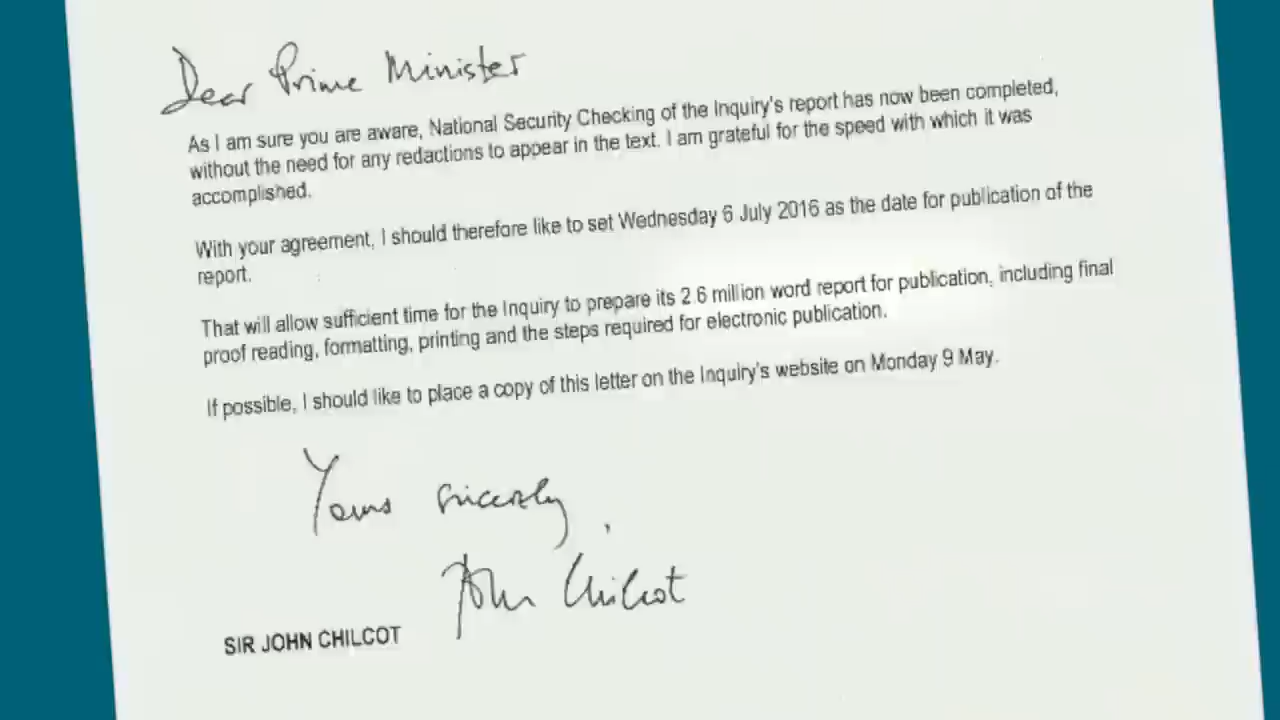 Dear Prime Minister
As I am sure you are aware, National Security Checking of the Inquiry's report has now been completed,
without the need for any redactions to appear in the text. I am grateful for the speed with which it was
accomplished.
With your agreement, I should therefore like to set Wednesday 6 July 2016 as the date for publication of the
report.
That will allow sufficient time for the Inquiry to prepare its 2.6 million word report for publication, including final
proof reading, formatting, printing and the steps required for electronic publication.
If possible, I should like to place a copy of this letter on the Inquiry's website on Monday 9 May.
Yours sincerely,
John Chilcot
SIR JOHN CHILCOT